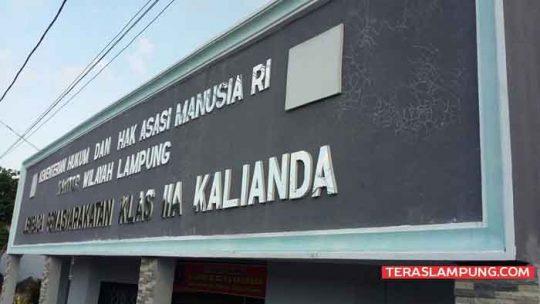 KEMENTERIAN HUKUM DAN HAK ASASI MANUSIA RI
KANTOR WILAYAH LAMPUNG
LEMBAGA PEMASYARAKATAN KLAS IIA KALIANDA
TERASLAMPUNG.COM